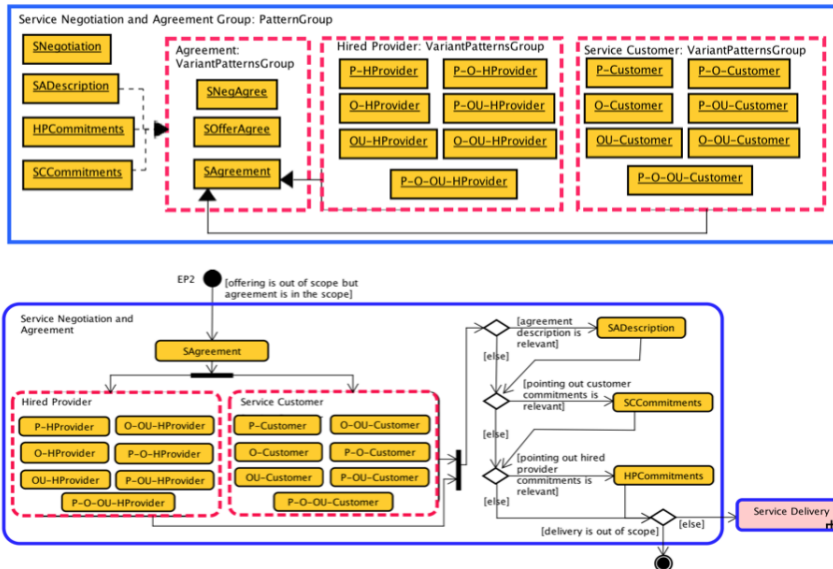 Service Negotiation and Agreement Group: PatternGroup
SNegotiation
SADescription
HPCommitments
SCCommitments
Agreement:
VariantPatternsGroup
SNegAgree
SOfferAgree
SAgreement
Hired Provider: VariantPatternsGroup
P-HProvider
P-O-HProvider
O-HProvider
P-OU-HProvider
OU-HProvider
O-OU-HProvider
P-O-OU-HProvider
Service Customer: VariantPatternsGroup
P-Customer
P-O-Customer
O-Customer
P-OU-Customer
OU-Customer
O-OU-Customer
P-O-OU-Customer
EP2
[offering is out of scope but
agreement is in the scope]
Service Negotiation and
Agreement
SAgreement
Hired Provider
P-HProvider
O-OU-HProvider
O-HProvider
P-O-HProvider
OU-HProvider
P-OU-HProvider
P-O-OU-HProvider
Service Customer
P-Customer
O-OU-Customer
O-Customer
P-O-Customer
OU-Customer
P-OU-Customer
P-O-OU-Customer
[agreement
description is
relevant]
SADescription
[else]
[pointing out customer
commitments is
relevant]
SCCommitments
[else]
[pointing out hired
provider
commitments is
relevant]
HPCommitments
[else]
[delivery is out of scope]
[else]
Service Delivery